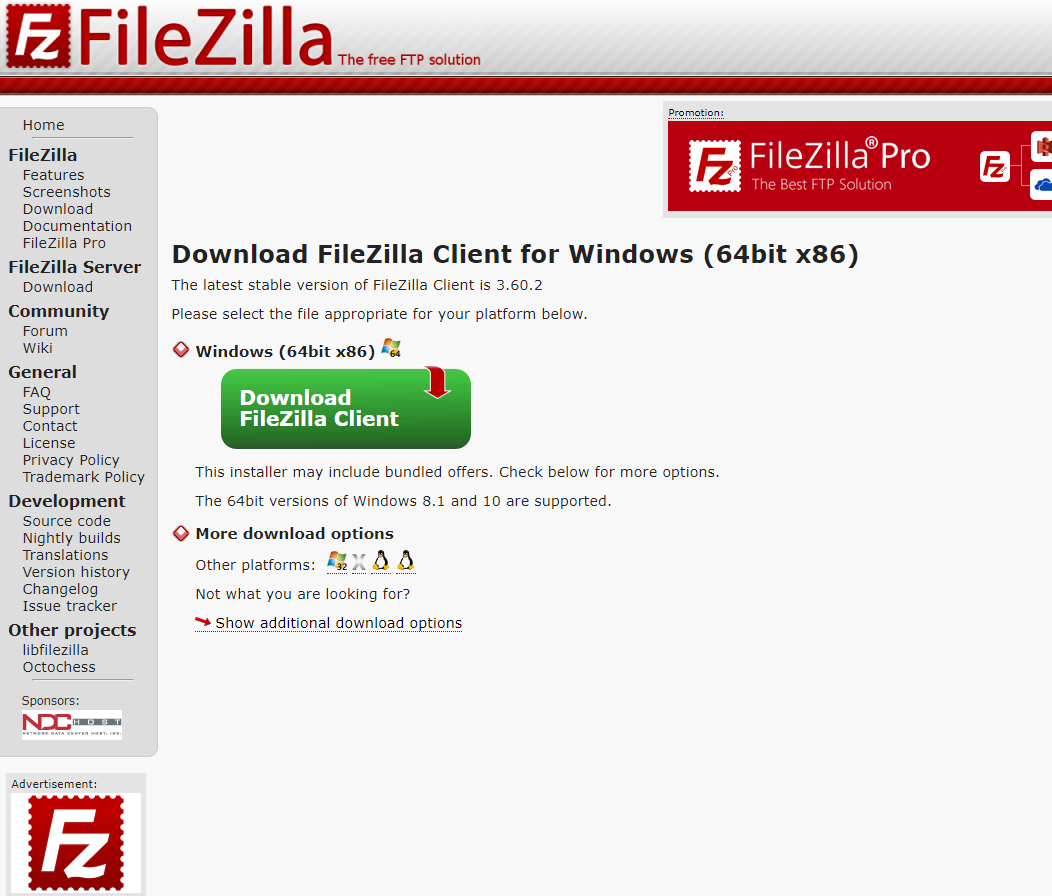 Fz FileZilla The free FTP solution
Home
FileZilla
Features
Screenshots
Download
Documentation
FileZilla Pro
FileZilla Server
Download
Community
Forum
Wiki
General
FAQ
Support
Contact
License
Privacy Policy
Trademark Policy
Development
Source code
Nightly builds
Translations
Version history
Changelog
Issue tracker
Other projects
libfilezilla
Octochess
Sponsors:
NDC HOST
NETWORK DATA CENTER HOST, INC.
Advertisement:
Fz
Promotion:
Fz Pro FileZilla® Pro
The Best FTP Solution
Fz
Download FileZilla Client for Windows (64bit x86)
The latest stable version of FileZilla Client is 3.60.2
Please select the file appropriate for your platform below.
Windows (64bit x86) 64
Download
FileZilla Client
This installer may include bundled offers. Check below for more options.
The 64bit versions of Windows 8.1 and 10 are supported.
More download options
Other platforms: 32 X
Not what you are looking for?
Show additional download options